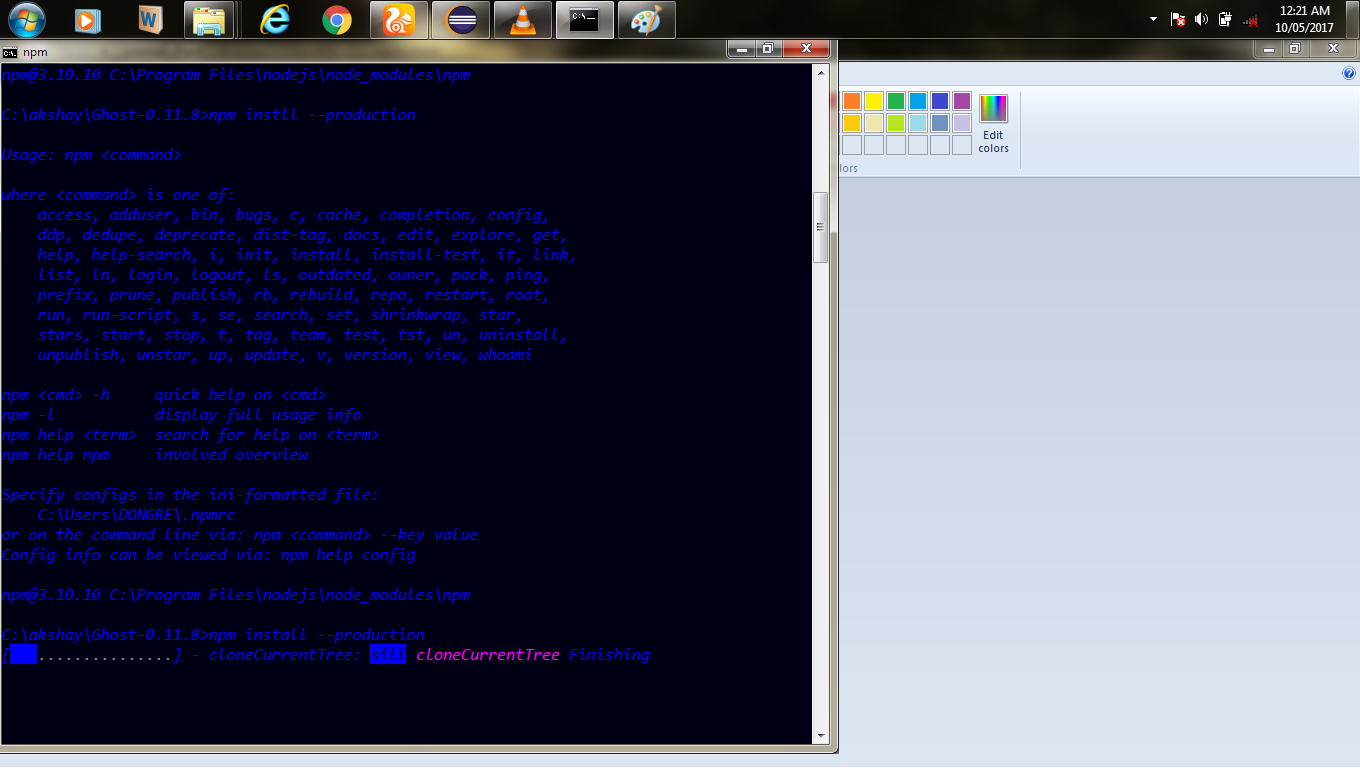 12:21 AM
10/05/2017
npm
npm@3.10.10 C:\Program Files\nodejs\node_modules\npm
C:\akshay\Ghost-0.11.8>npm instll --production
Usage: npm <command>
where <command> is one of:
access, adduser, bin, bugs, c, cache, completion, config,
ddp, dedupe, deprecate, dist-tag, docs, edit, explore, get,
help, help-search, i, init, install, install-test, it, link,
list, ln, login, logout, ls, outdated, owner, pack, ping,
prefix, prune, publish, rb, rebuild, repo, restart, root,
run, run-script, s, se, search, set, shrinkwrap, star,
stars, start, stop, t, tag, team, test, tst, un, uninstall,
unpublish, unstar, up, update, v, version, view, whoami
npm <cmd> -h     quick help on <cmd>
npm -l           display full usage info
npm help <term>  search for help on <term>
npm help npm     involved overview
Specify configs in the ini-formatted file:
C:\Users\DONGRE\.npmrc
or on the command line via: npm <command> --key value
Config info can be viewed via: npm help config
npm@3.10.10 C:\Program Files\nodejs\node_modules\npm
C:\akshay\Ghost-0.11.8>npm install --production
[   ...............] - cloneCurrentTree: sill cloneCurrentTree Finishing
Edit
colors
lors